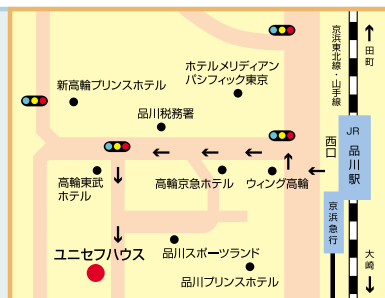 京浜東北線・山手線
田町
ホテルメリディアン
パシフィック東京
新高輪プリンスホテル
品川税務署
JR
品川駅
西口
高輪東武
ホテル
高輪京急ホテル
ウィング高輪
京浜急行
ユニセフハウス
品川スポーツランド
品川プリンスホテル
大崎